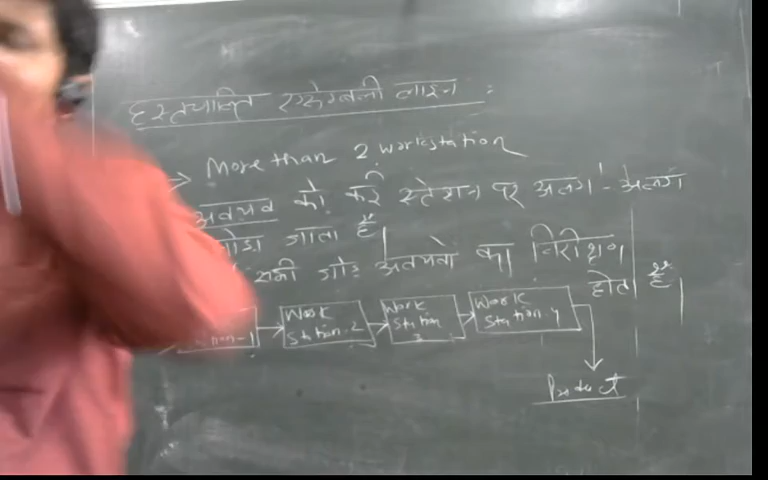 हस्तचालित एसेम्बली लाइन :
→ More than 2 workstation
अवयव को कई स्टेशन पर अलग-अलग
जोड़ा जाता है |
सभी अवयवो का निरीक्षण
होता है |
Work Station-2
Work Station 3
Work Station 4
Product